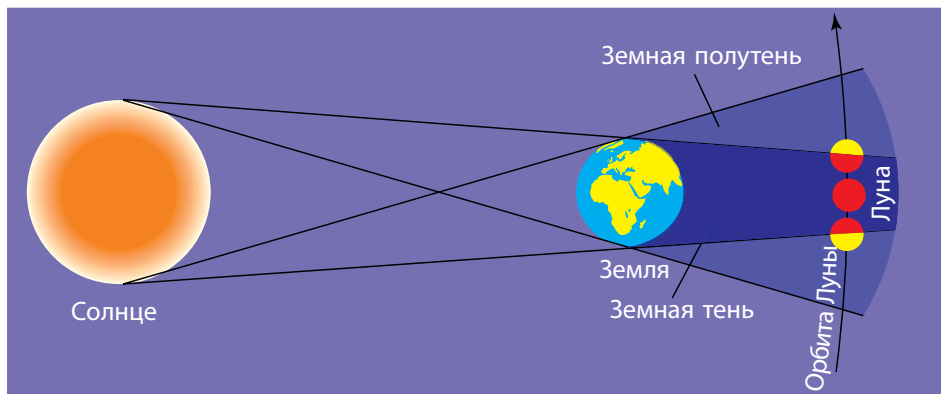 Земная полутень
Луна
Земля
Солнце
Земная тень
Орбита Луны